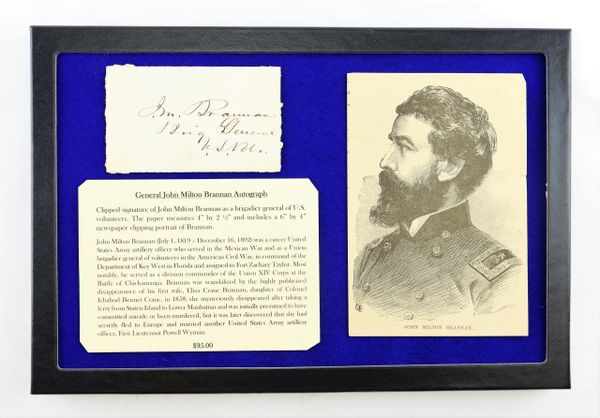 J.M. Brannan
Brig General
U.S. Vols.
General John Milton Brannan Autograph
Clipped signature of John Milton Brannan as a brigadier general of U.S.
volunteers. The paper measures 4" by 2 ½" and includes a 6" by 4"
newspaper clipping portrait of Brannan.
John Milton Brannan (July 1, 1819 – December 16, 1892) was a career United
States Army artillery officer who served in the Mexican War and as a Union
brigadier general of volunteers in the American Civil War, in command of the
Department of Key West in Florida and assigned to Fort Zachary Taylor. Most
notably, he served as a division commander of the Union XIV Corps at the
Battle of Chickamauga. Brannan was scandalized by the highly publicized
disappearance of his first wife, Eliza Crane Brannan, daughter of Colonel
Ichabod Bennet Crane, in 1858; she mysteriously disappeared after taking a
ferry from Staten Island to Lower Manhattan and was initially presumed to have
committed suicide or been murdered, but it was later discovered that she had
secretly fled to Europe and married another United States Army artillery
officer, First Lieutenant Powell Wyman.
$95.00
JOHN MILTON BRANNAN.